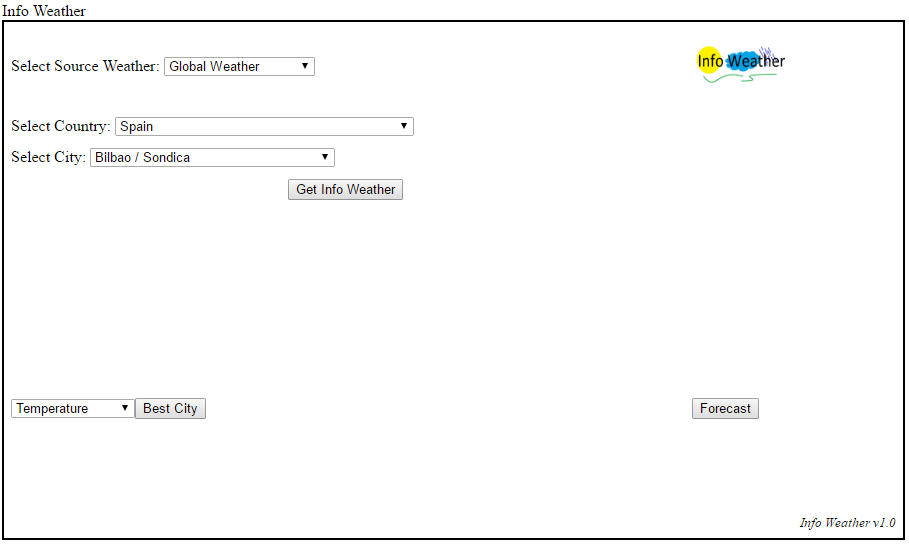 Info Weather
Select Source Weather: Global Weather
Info Weather
Select Country: Spain
Select City: Bilbao / Sondica
Get Info Weather
Temperature Best City Forecast
Info Weather v1.0